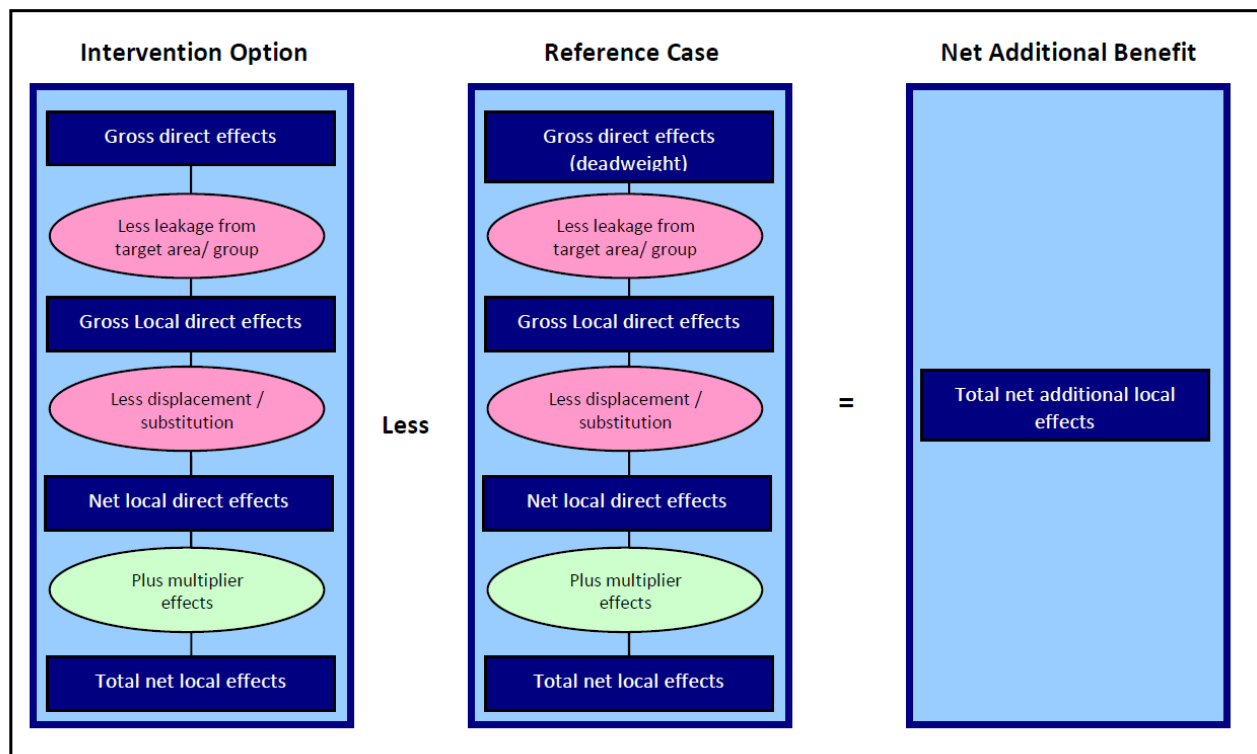 Intervention Option
Gross direct effects
Less leakage from
target area/ group
Gross Local direct effects
Less displacement /
substitution
Net local direct effects
Plus multiplier
effects
Total net local effects
Less
Reference Case
Gross direct effects
(deadweight)
Less leakage from
target area/ group
Gross Local direct effects
Less displacement /
substitution
Net local direct effects
Plus multiplier
effects
Total net local effects
=
Net Additional Benefit
Total net additional local
effects